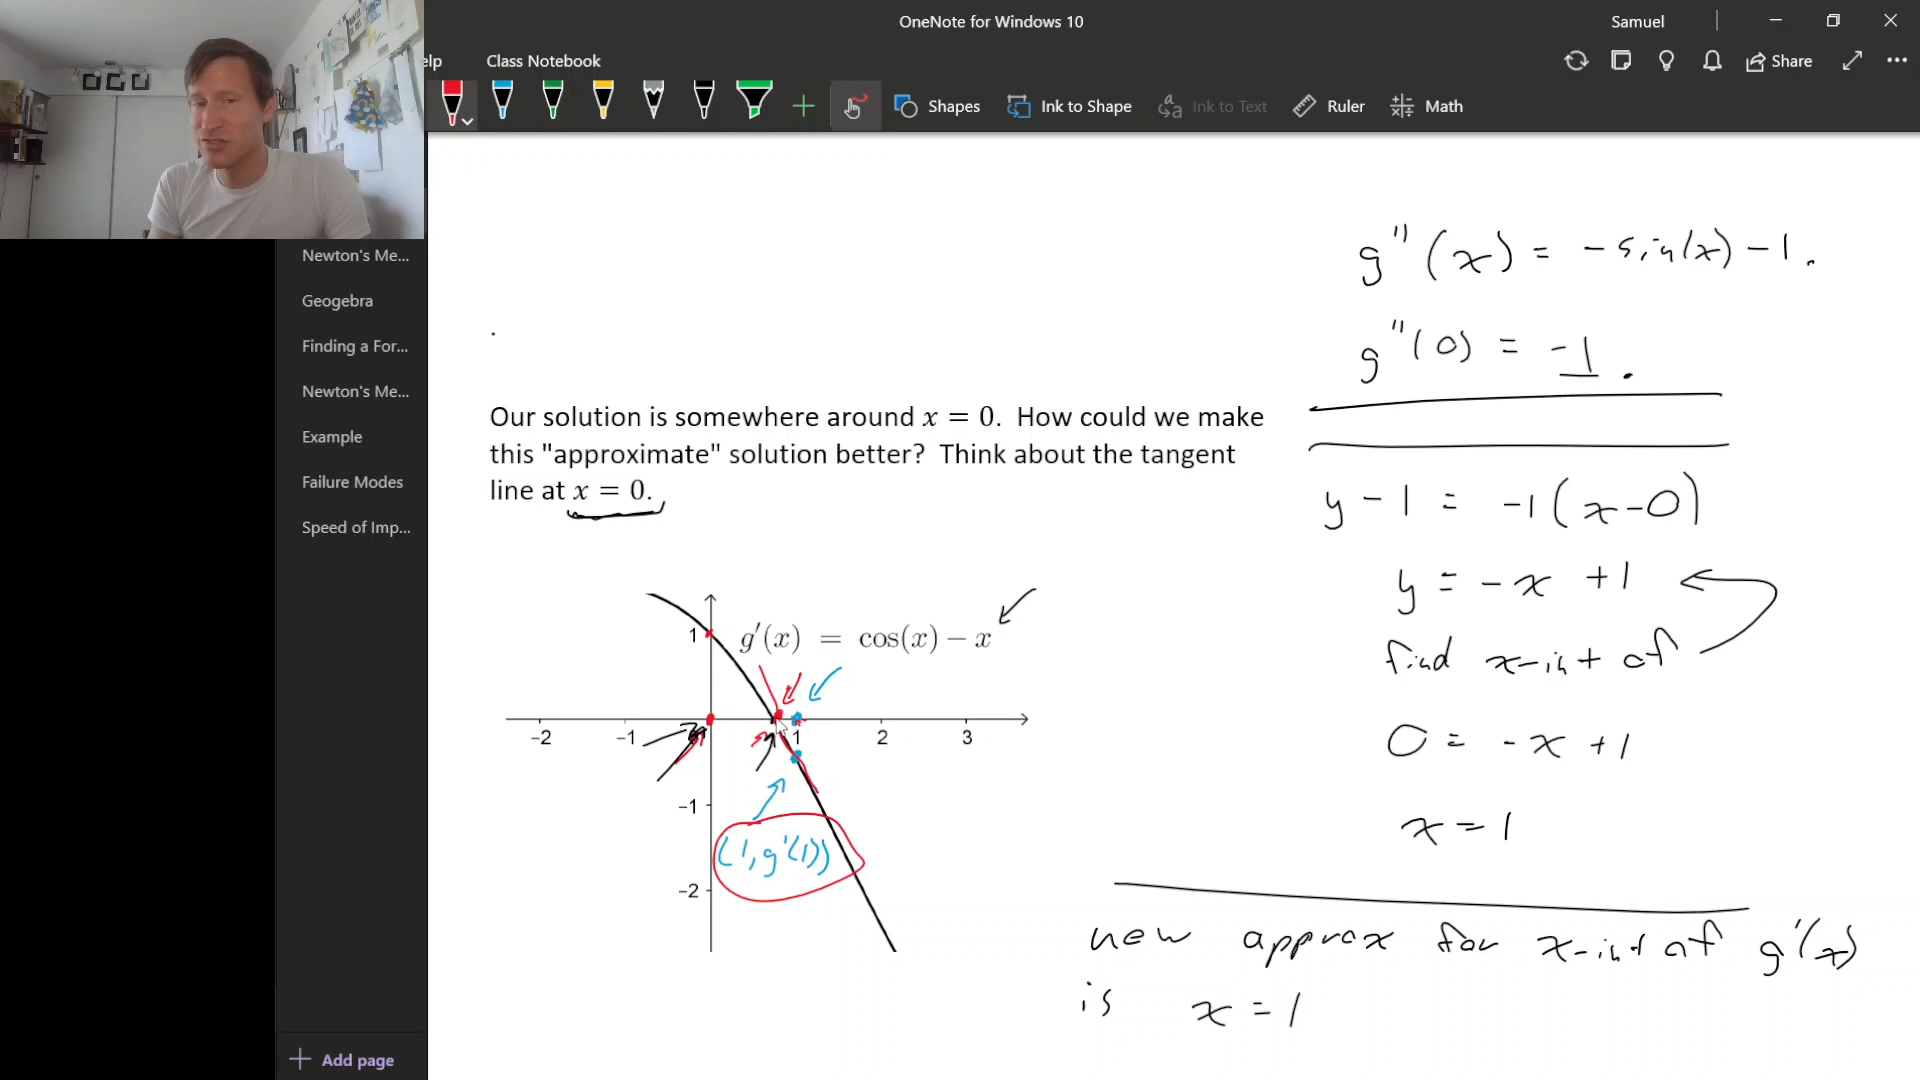 OneNote for Windows 10
Samuel
elp
Class Notebook
Share
Shapes
Ink to Shape
Ink to Text
Ruler
Math
Newton's Me...
Geogebra
Finding a For...
Newton's Me...
Example
Failure Modes
Speed of Imp...
Add page
Our solution is somewhere around x = 0. How could we make
this "approximate" solution better? Think about the tangent
line at x = 0.
g'(x) = cos(x) − x
1
−2 −1 1 2 3
−1
−2
(1, g'(1))
g''(x) = -sin(x) - 1.
g''(0) = -1.
y - 1 = -1(x - 0)
y = -x + 1
find x-int of
0 = -x + 1
x = 1
new approx for x-int of g'(x)
is x = 1